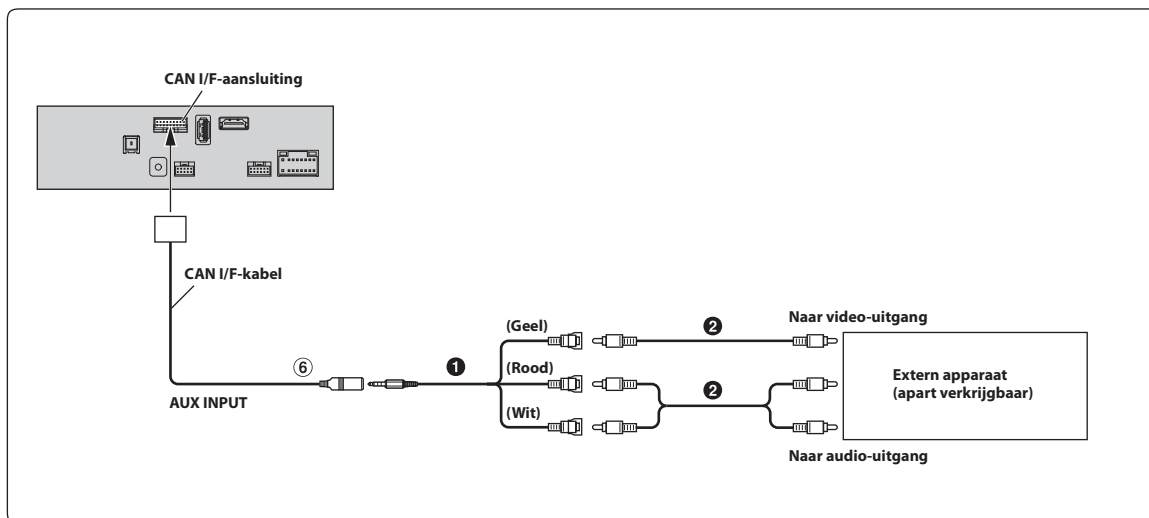 CAN I/F-aansluiting
CAN I/F-kabel
(Geel)
❷
Naar video-uitgang
⑥
❶
(Rood)
AUX INPUT
(Wit)
❷
Extern apparaat
(apart verkrijgbaar)
Naar audio-uitgang